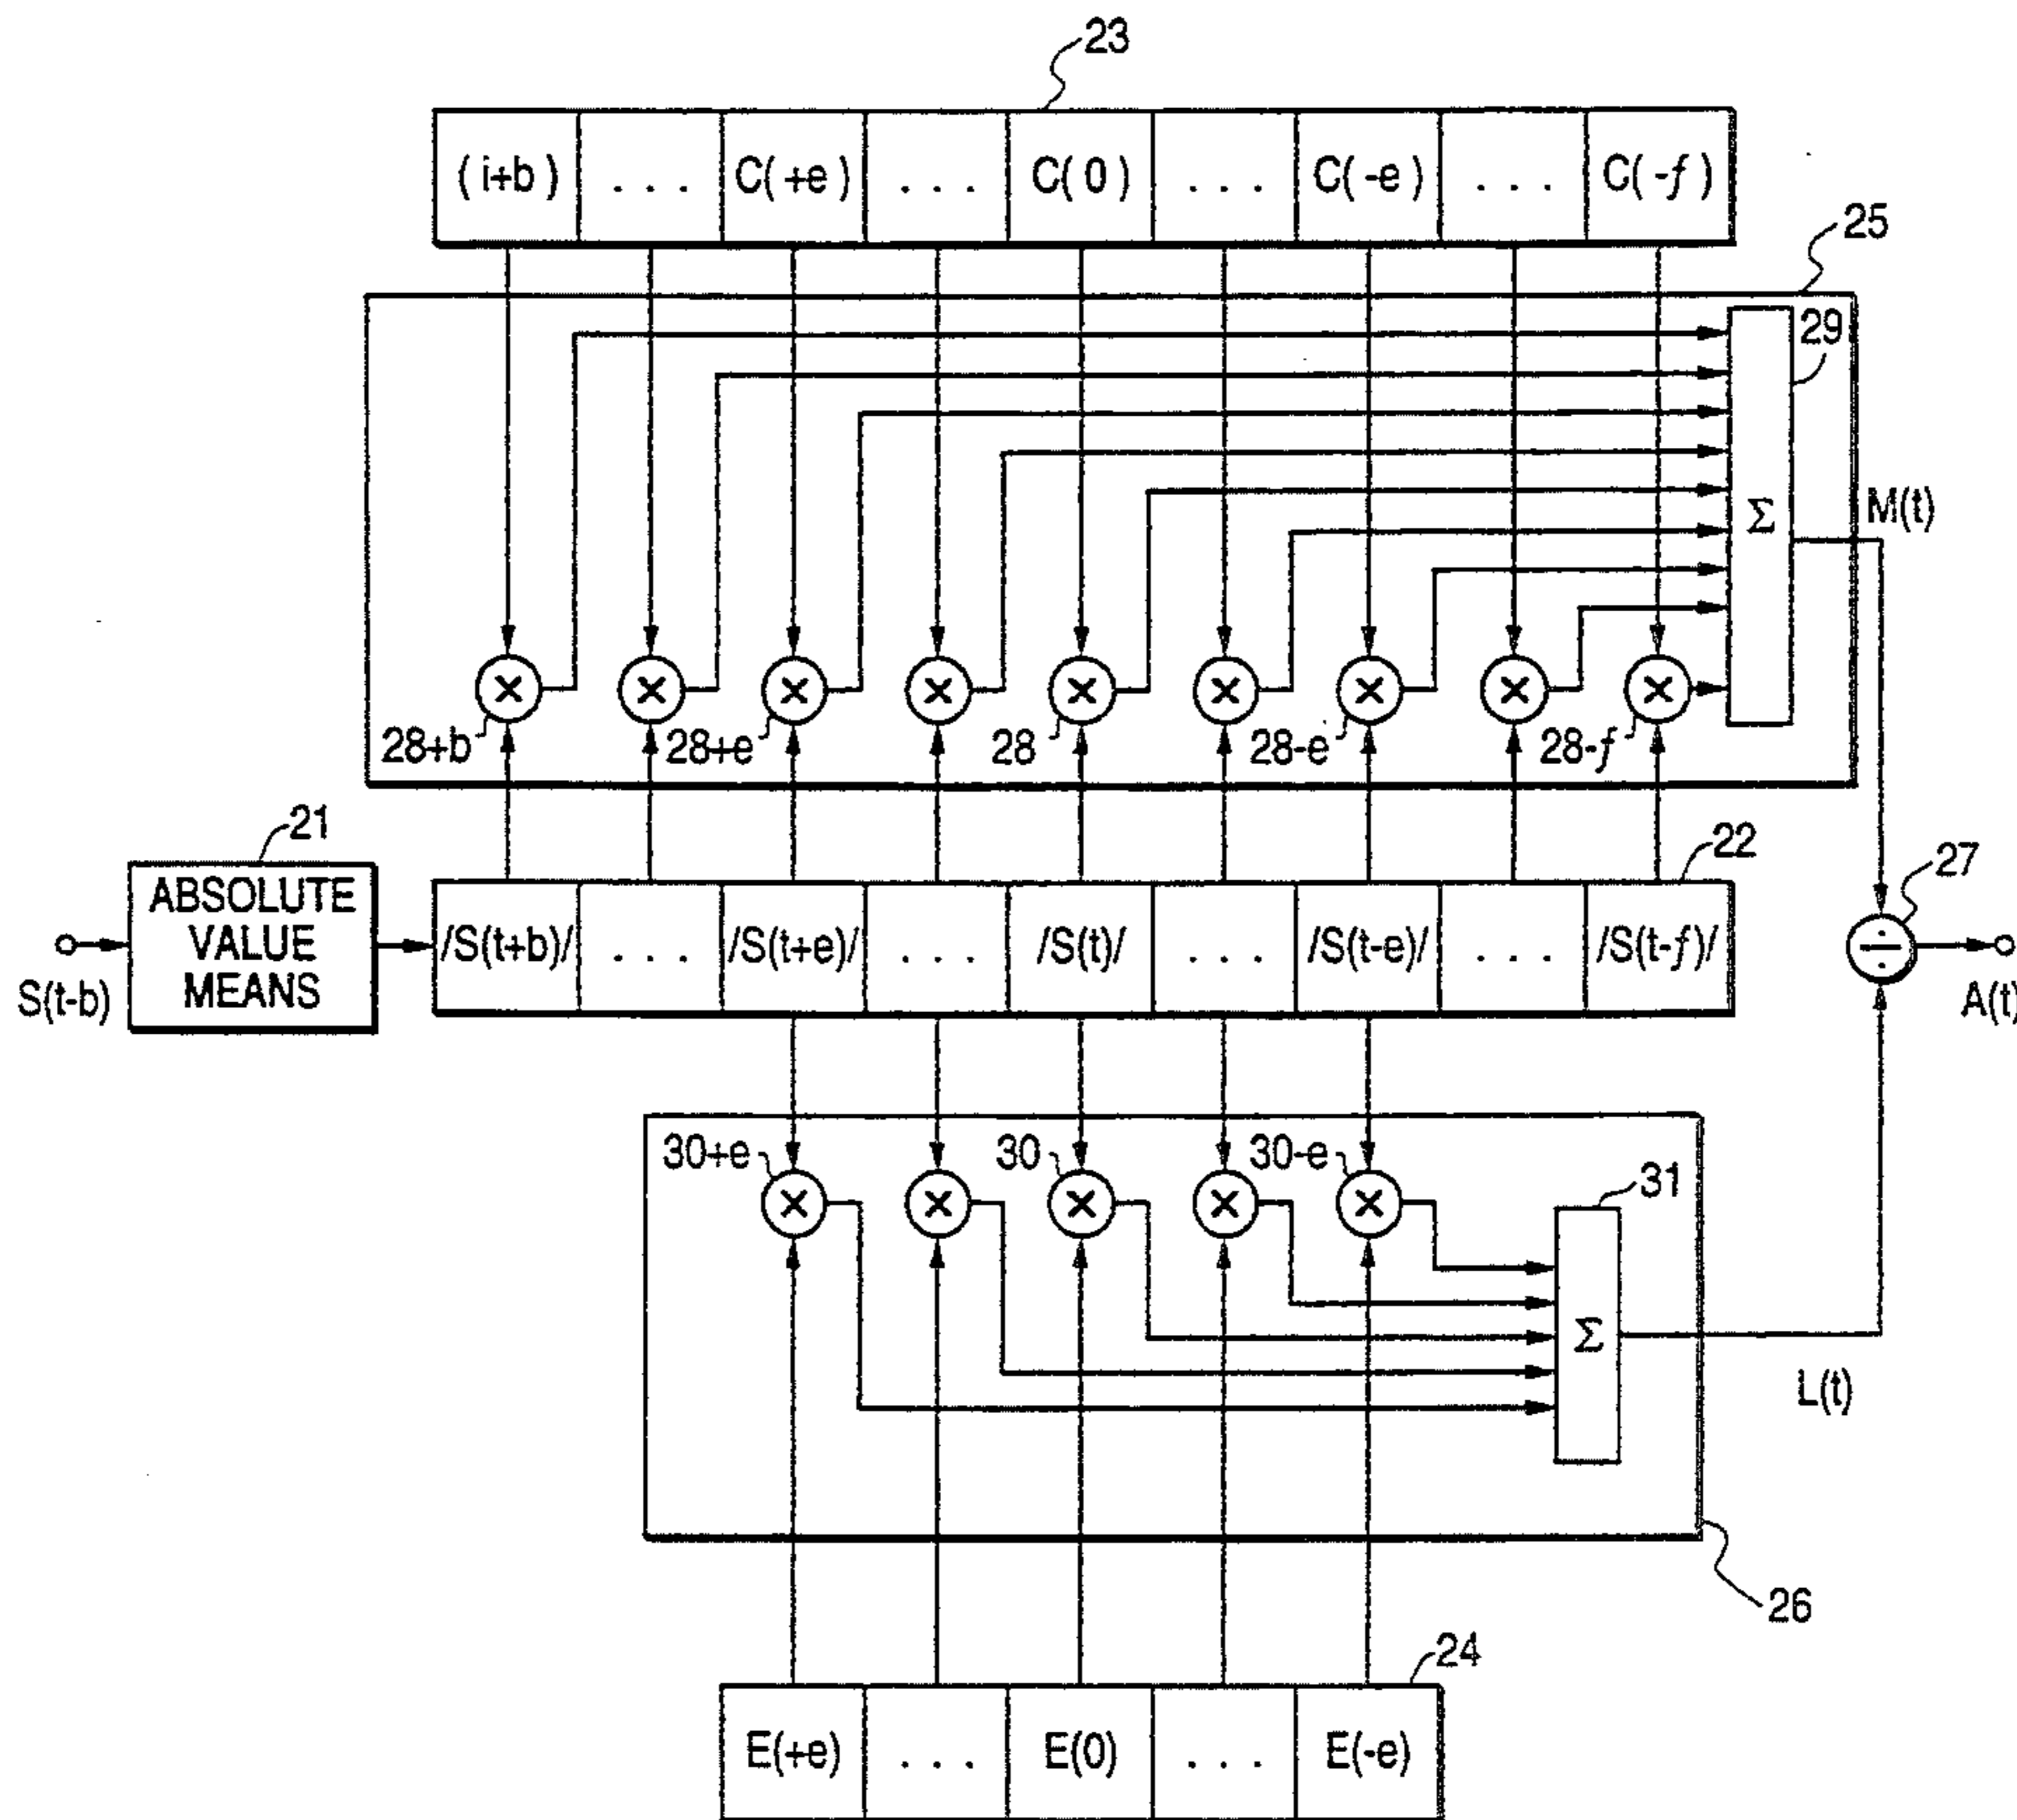 23
( i+b ) . . . C( +e ) . . . C( 0 ) . . . C( -e ) . . . C( -f )
25
29
Σ
M(t)
28+b 28+e 28 28-e 28-f
21
ABSOLUTE
VALUE
MEANS
S(t-b)
22
/S(t+b)/ . . . /S(t+e)/ . . . /S(t)/ . . . /S(t-e)/ . . . /S(t-f)/
27
A(t)
30+e 30 30-e
31
Σ
L(t)
26
24
E(+e) . . . E(0) . . . E(-e)